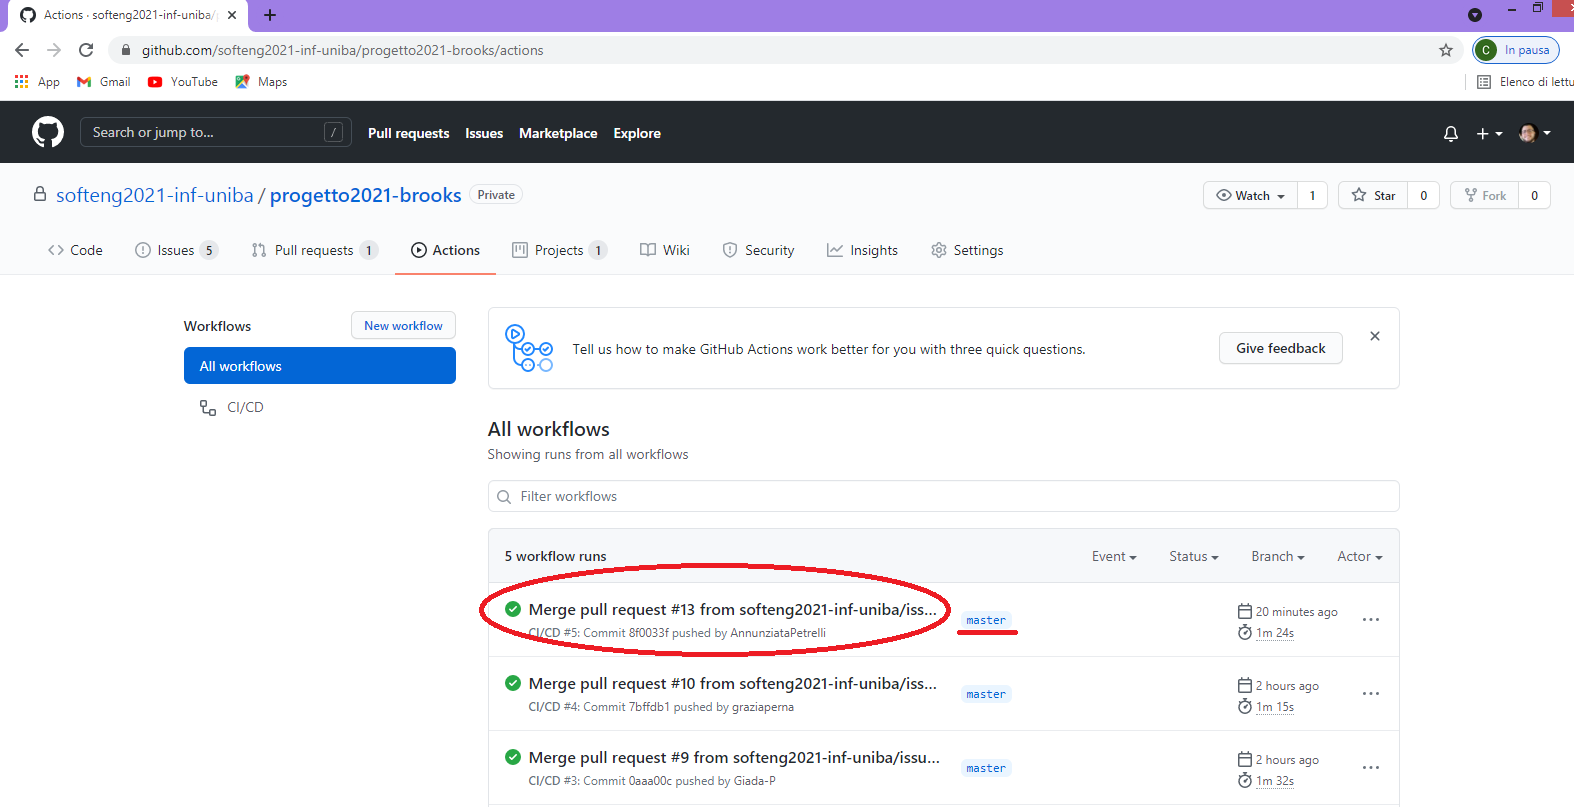 Actions · softeng2021-inf-uniba/
github.com/softeng2021-inf-uniba/progetto2021-brooks/actions
C In pausa
App Gmail YouTube Maps
Elenco di lettu
Search or jump to... / Pull requests Issues Marketplace Explore
softeng2021-inf-uniba / progetto2021-brooks Private
Watch 1 Star 0 Fork 0
Code Issues 5 Pull requests 1 Actions Projects 1 Wiki Security Insights Settings
Workflows New workflow
All workflows
CI/CD
Tell us how to make GitHub Actions work better for you with three quick questions. Give feedback
All workflows
Showing runs from all workflows
Filter workflows
5 workflow runs Event Status Branch Actor
Merge pull request #13 from softeng2021-inf-uniba/iss...
CI/CD #5: Commit 8f0033f pushed by AnnunziataPetrelli
master
20 minutes ago
1m 24s
Merge pull request #10 from softeng2021-inf-uniba/iss...
CI/CD #4: Commit 7bffdb1 pushed by graziaperna
master
2 hours ago
1m 15s
Merge pull request #9 from softeng2021-inf-uniba/issu...
CI/CD #3: Commit 0aaa00c pushed by Giada-P
master
2 hours ago
1m 32s